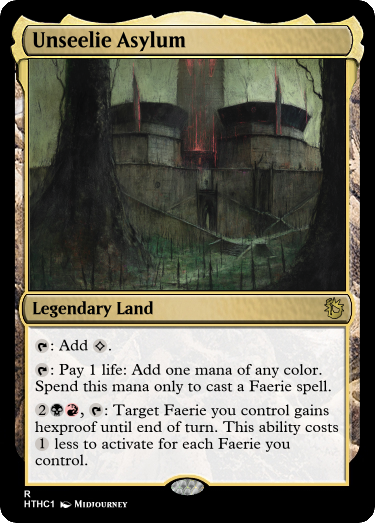 Unseelie Asylum
Legendary Land
: Add .
: Pay 1 life: Add one mana of any color.
Spend this mana only to cast a Faerie spell.
2 , : Target Faerie you control gains
hexproof until end of turn. This ability costs
1 less to activate for each Faerie you
control.
R
HTHC1 Midjourney